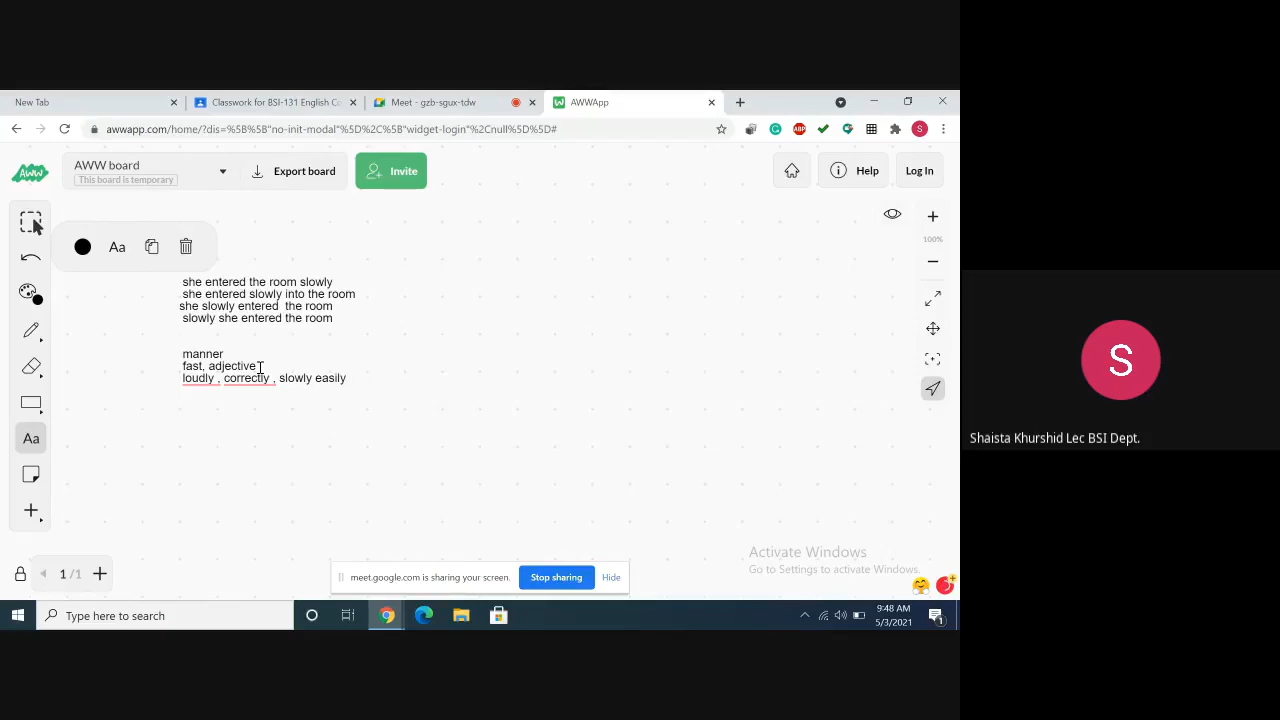 New Tab
Classwork for BSI-131 English Co
Meet - gzb-sgux-tdw
AWWApp
awwapp.com/home/?dis=%5B%5B"no-init-modal"%5D%2C%5B"widget-login"%2Cnull%5D%5D#
AWW board
This board is temporary
Export board
Invite
Help
Log In
AWW
Aa
100%
she entered the room slowly
she entered slowly into the room
she slowly entered the room
slowly she entered the room
manner
fast, adjective
loudly , correctly , slowly easily
Aa
S
Shaista Khurshid Lec BSI Dept.
Activate Windows
Go to Settings to activate Windows.
1 /1
meet.google.com is sharing your screen.
Stop sharing
Hide
Type here to search
9:48 AM
5/3/2021